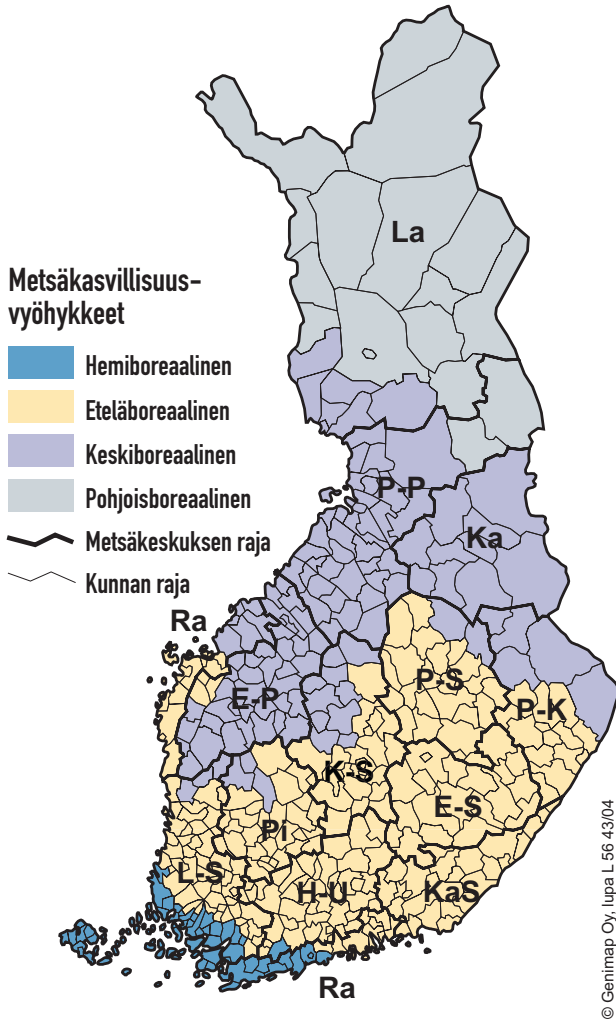 Metsäkasvillisuus-
vyöhykkeet
Hemiboreaalinen
Eteläboreaalinen
Keskiboreaalinen
Pohjoisboreaalinen
Metsäkeskuksen raja
Kunnan raja
La
P-P
Ka
Ra
E-P
P-S
P-K
K-S
E-S
Pi
L-S
H-U
KaS
Ra
© Genimap Oy, lupa L 56 43/04